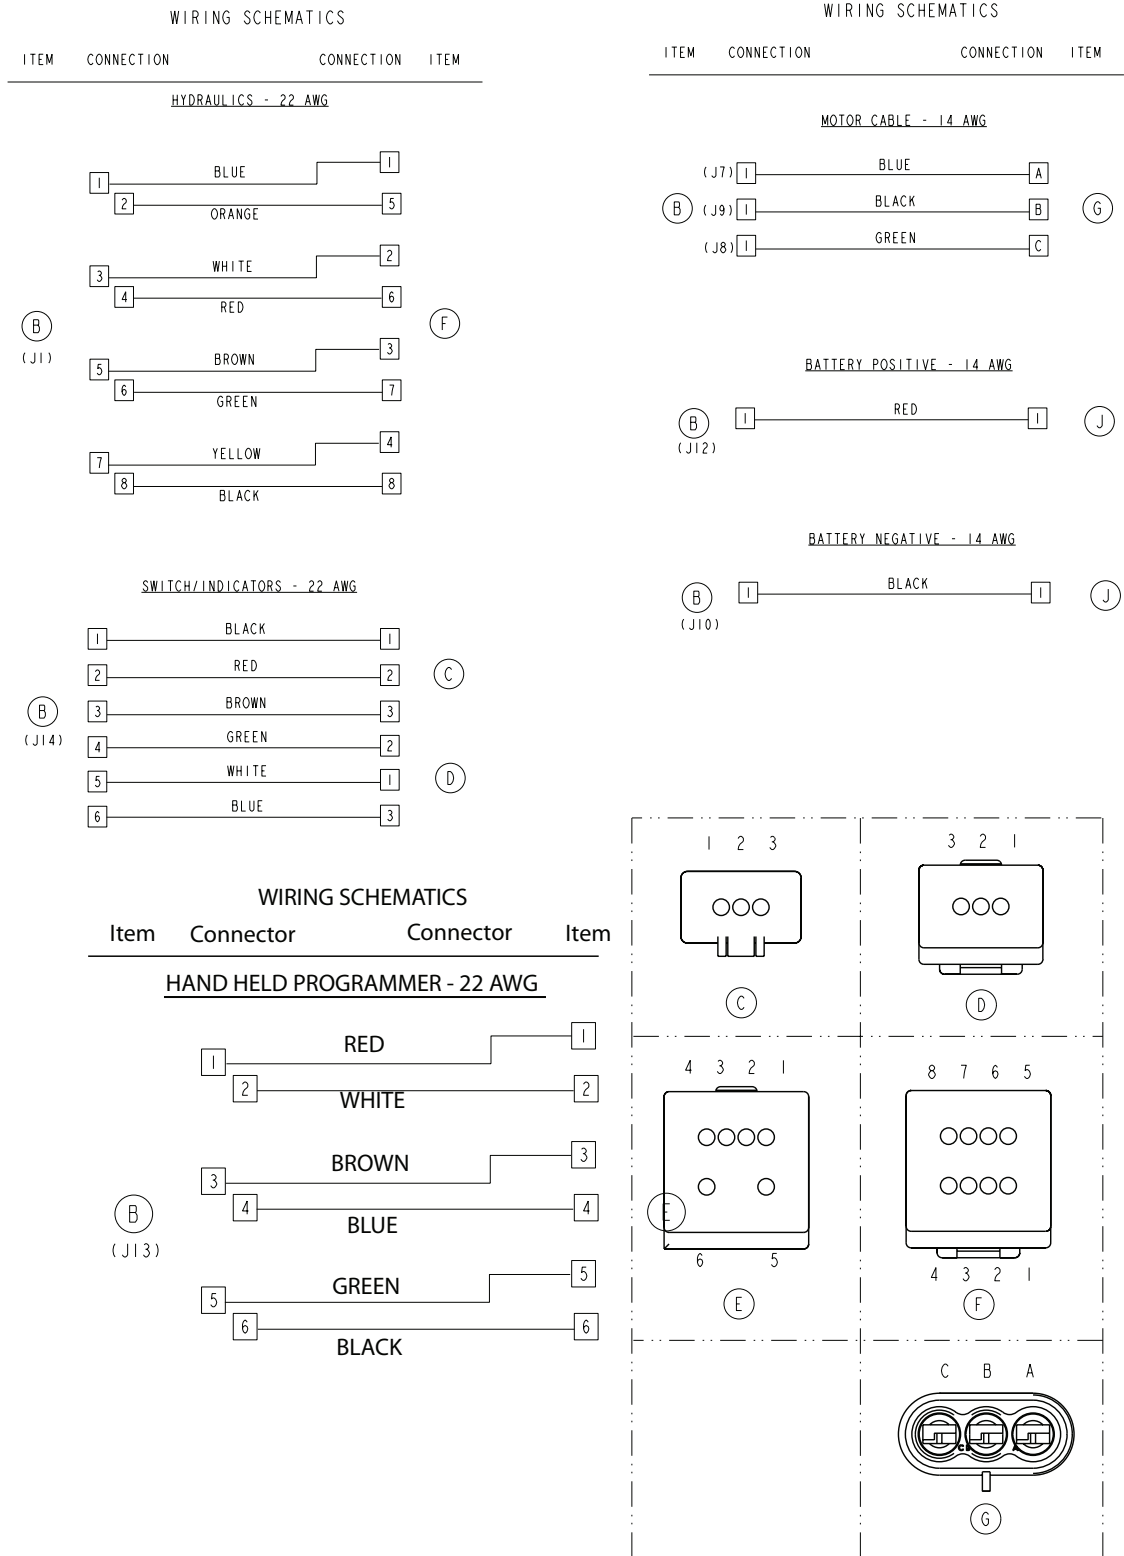 WIRING SCHEMATICS
ITEM CONNECTION CONNECTION ITEM
HYDRAULICS - 22 AWG
1 BLUE 1
2 ORANGE 5
3 WHITE 2
4 RED 6
B
(J1)
F
5 BROWN 3
6 GREEN 7
7 YELLOW 4
8 BLACK 8
SWITCH/INDICATORS - 22 AWG
1 BLACK 1
2 RED 2
C
3 BROWN 3
B
(J14)
4 GREEN 2
5 WHITE 1
D
6 BLUE 3
WIRING SCHEMATICS
Item Connector Connector Item
HAND HELD PROGRAMMER - 22 AWG
1 RED 1
2 WHITE 2
3 BROWN 3
4 BLUE 4
B
(J13)
5 GREEN 5
6 BLACK 6
WIRING SCHEMATICS
ITEM CONNECTION CONNECTION ITEM
MOTOR CABLE - 14 AWG
(J7) 1 BLUE A
B (J9) 1 BLACK B G
(J8) 1 GREEN C
BATTERY POSITIVE - 14 AWG
B 1 RED 1 J
(J12)
BATTERY NEGATIVE - 14 AWG
B 1 BLACK 1 J
(J10)
1 2 3
C
3 2 1
D
4 3 2 1
E
6 5
E
8 7 6 5
4 3 2 1
F
C B A
C B A
G